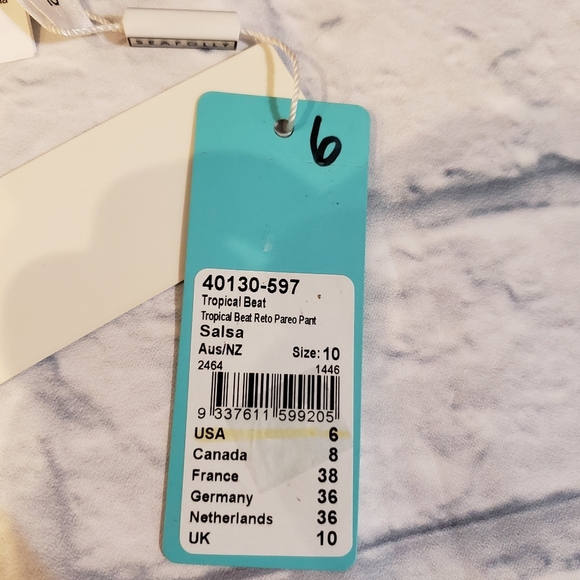 SEAFOLLY
6
40130-597
Tropical Beat
Tropical Beat Reto Pareo Pant
Salsa
Aus/NZ Size: 10
2464 1446
9 337611 599205
USA 6
Canada 8
France 38
Germany 36
Netherlands 36
UK 10